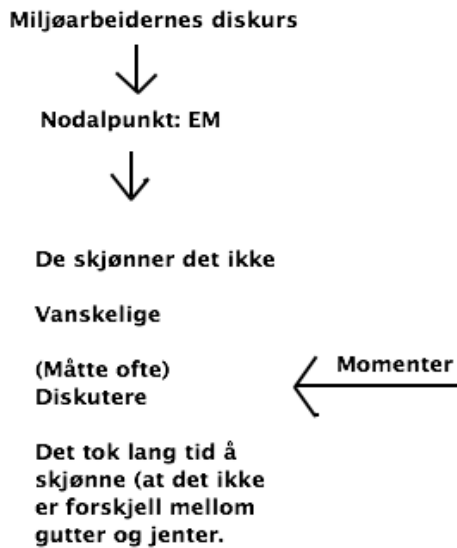 Miljøarbeidernes diskurs
Nodalpunkt: EM
De skjønner det ikke
Vanskelige
(Måtte ofte)
Momenter
Diskutere
Det tok lang tid å
skjønne (at det ikke
er forskjell mellom
gutter og jenter.